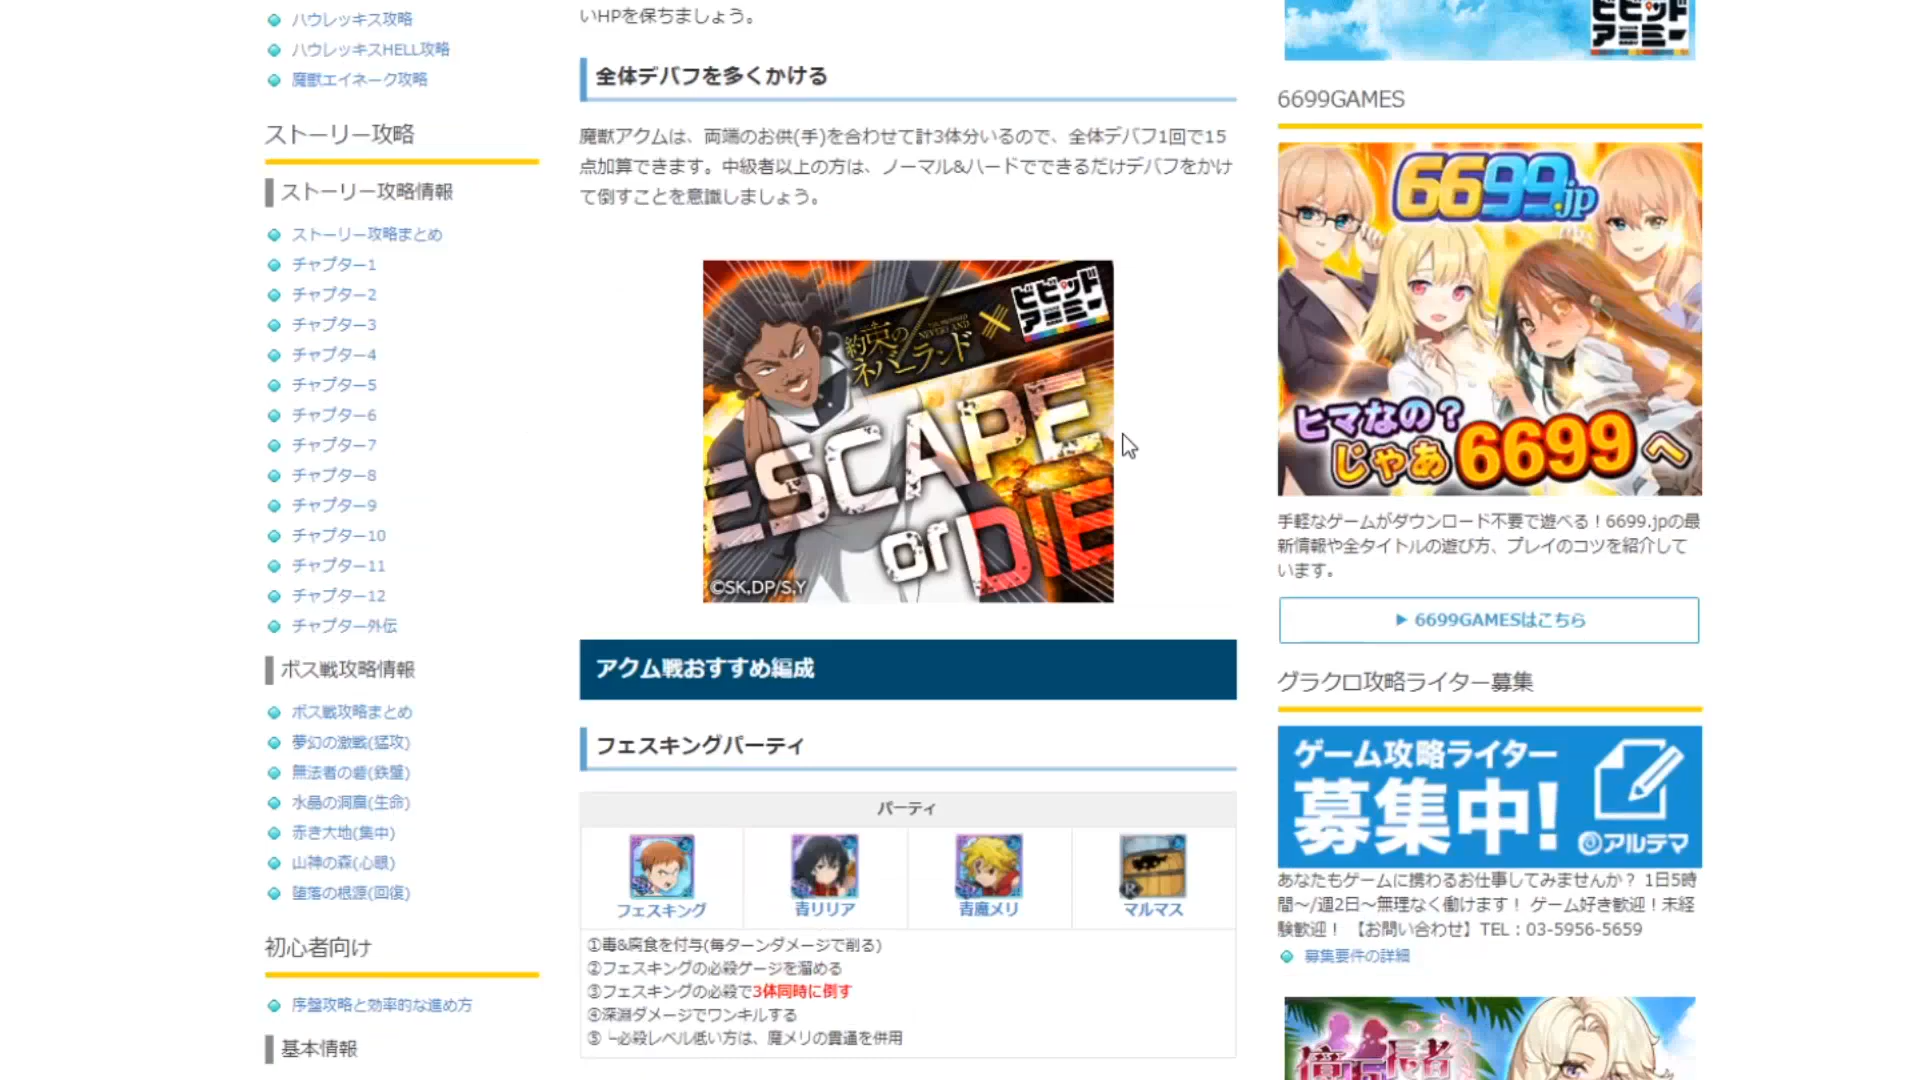 ハウレッキス攻略
ハウレッキスHELL攻略
魔獣エイネーク攻略
ストーリー攻略
ストーリー攻略情報
ストーリー攻略まとめ
チャプター1
チャプター2
チャプター3
チャプター4
チャプター5
チャプター6
チャプター7
チャプター8
チャプター9
チャプター10
チャプター11
チャプター12
チャプター外伝
ボス戦攻略情報
ボス戦攻略まとめ
夢幻の激戦(猛攻)
無法者の砦(鉄壁)
水晶の洞窟(生命)
赤き大地(集中)
山神の森(心眼)
堕落の根源(回復)
初心者向け
序盤攻略と効率的な進め方
基本情報
いHPを保ちましょう。
全体デバフを多くかける
魔獣アクムは、両端のお供(手)を合わせて計3体分いるので、全体デバフ1回で15
点加算できます。中級者以上の方は、ノーマル&ハードでできるだけデバフをかけ
て倒すことを意識しましょう。
約束のネバーランド
THE PROMISED NEVERLAND
×
ビビッドアーミー
ESCAPE
or DIE
©SK,DP/S,Y
アクム戦おすすめ編成
フェスキングパーティ
パーティ
フェスキング
青リリア
青魔メリ
R
マルマス
①毒&腐食を付与(毎ターンダメージで削る)
②フェスキングの必殺ゲージを溜める
③フェスキングの必殺で3体同時に倒す
④深淵ダメージでワンキルする
⑤┗必殺レベル低い方は、魔メリの貫通を併用
ビビッドアーミー
6699GAMES
6699.jp
ヒマなの?
じゃあ6699へ
手軽なゲームがダウンロード不要で遊べる！6699.jpの最
新情報や全タイトルの遊び方、プレイのコツを紹介して
います。
▶ 6699GAMESはこちら
グラクロ攻略ライター募集
ゲーム攻略ライター
募集中!
アルテマ
あなたもゲームに携わるお仕事してみませんか？ 1日5時
間～/週2日～無理なく働けます！ ゲーム好き歓迎！未経
験歓迎！ 【お問い合わせ】TEL：03-5956-5659
募集要件の詳細
億万長者